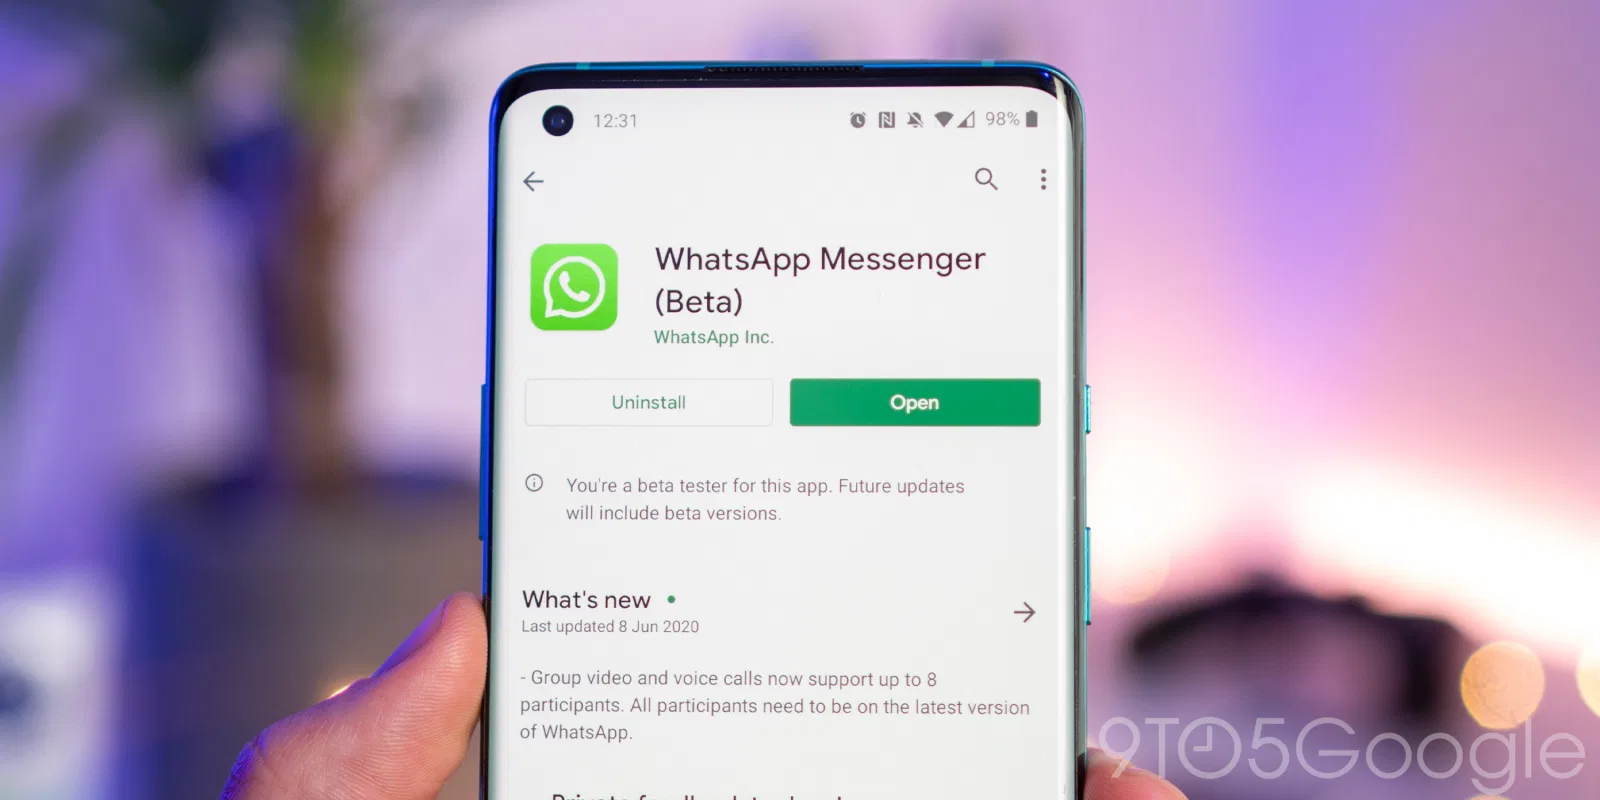 12:31
98%
WhatsApp Messenger
(Beta)
WhatsApp Inc.
Uninstall
Open
You're a beta tester for this app. Future updates
will include beta versions.
What's new
Last updated 8 Jun 2020
- Group video and voice calls now support up to 8
participants. All participants need to be on the latest version
of WhatsApp.
9TO5Google